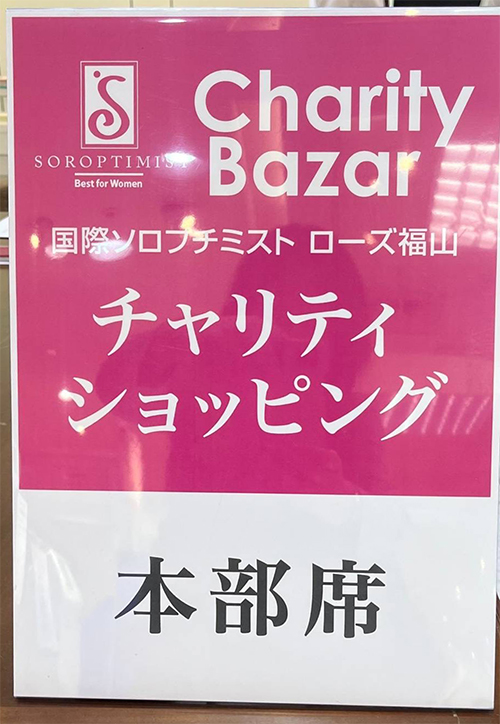 Charity
Bazar
SOROPTIMIST
Best for Women
国際ソロプチミスト ローズ福山
チャリティ
ショッピング
本部席